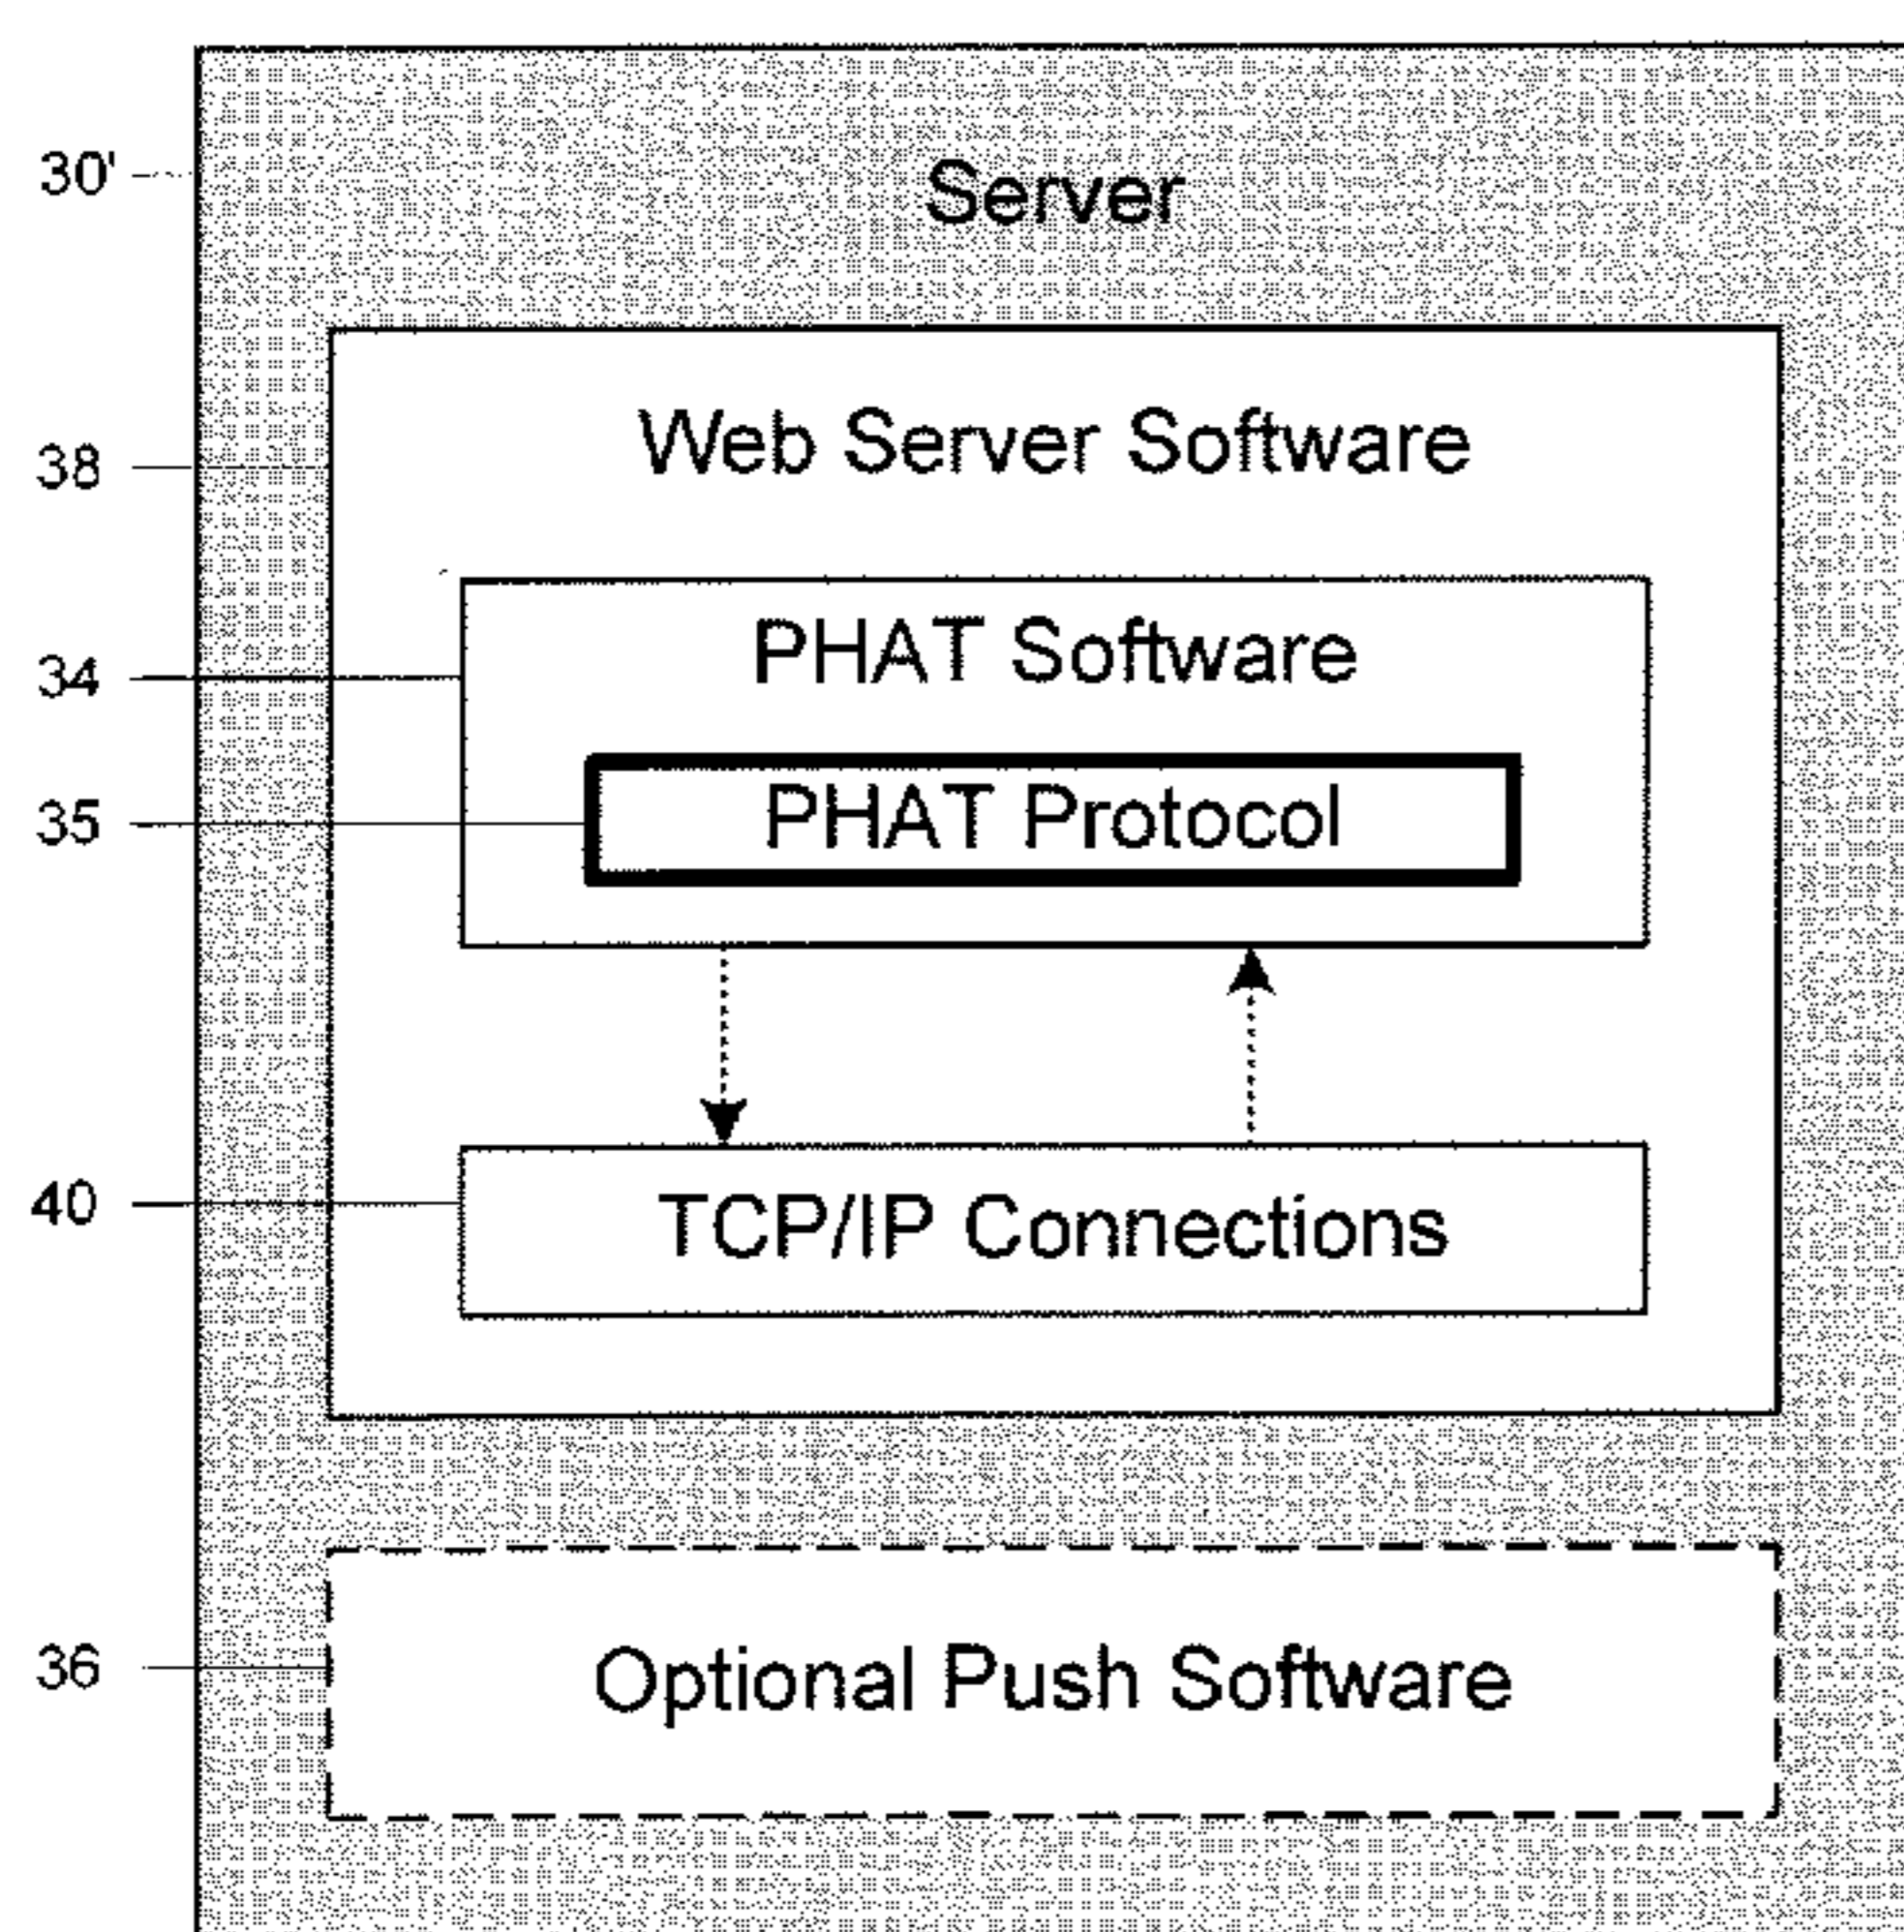 30'
Server
38
Web Server Software
34
PHAT Software
35
PHAT Protocol
40
TCP/IP Connections
36
Optional Push Software